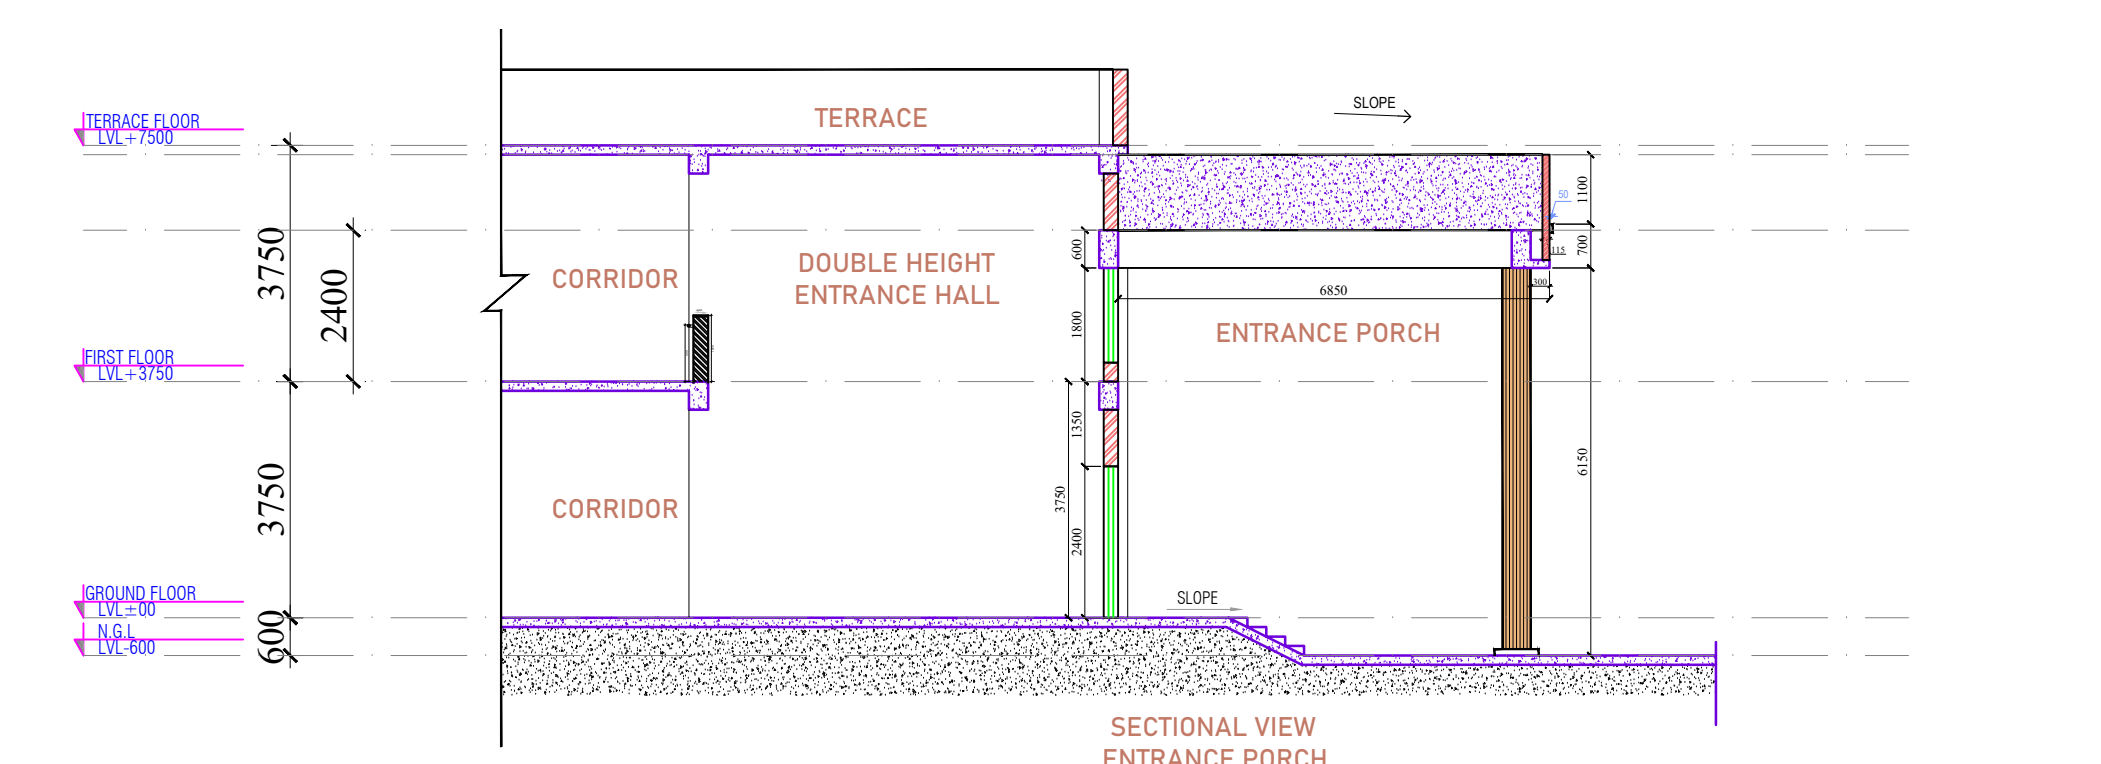 SLOPE
TERRACE
TERRACE FLOOR
LVL+7500
1100
50
3750
600
700
115
DOUBLE HEIGHT
ENTRANCE HALL
CORRIDOR
2400
300
6850
1800
ENTRANCE PORCH
FIRST FLOOR
LVL+3750
1350
6150
3750
3750
CORRIDOR
2400
GROUND FLOOR
LVL±00
SLOPE
N.G.L
LVL-600
600
SECTIONAL VIEW
ENTRANCE PORCH